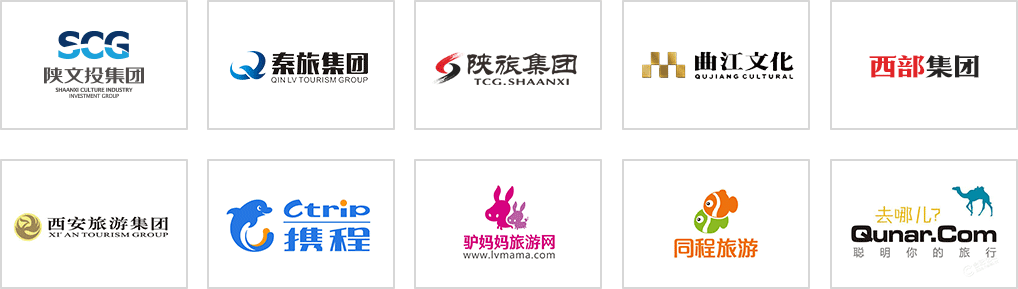 SCG
陕文投集团
SHAANXI CULTURE INDUSTRY
INVESTMENT GROUP
秦旅集团
QIN LV TOURISM GROUP
陕旅集团
TCG.SHAANXI
曲江文化
QUJIANG CULTURAL
西部集团
西安旅游集团
XI'AN TOURISM GROUP
Ctrip
携程
驴妈妈旅游网
www.lvmama.com
同程旅游
去哪儿?
Qunar.Com
聪明你的旅行